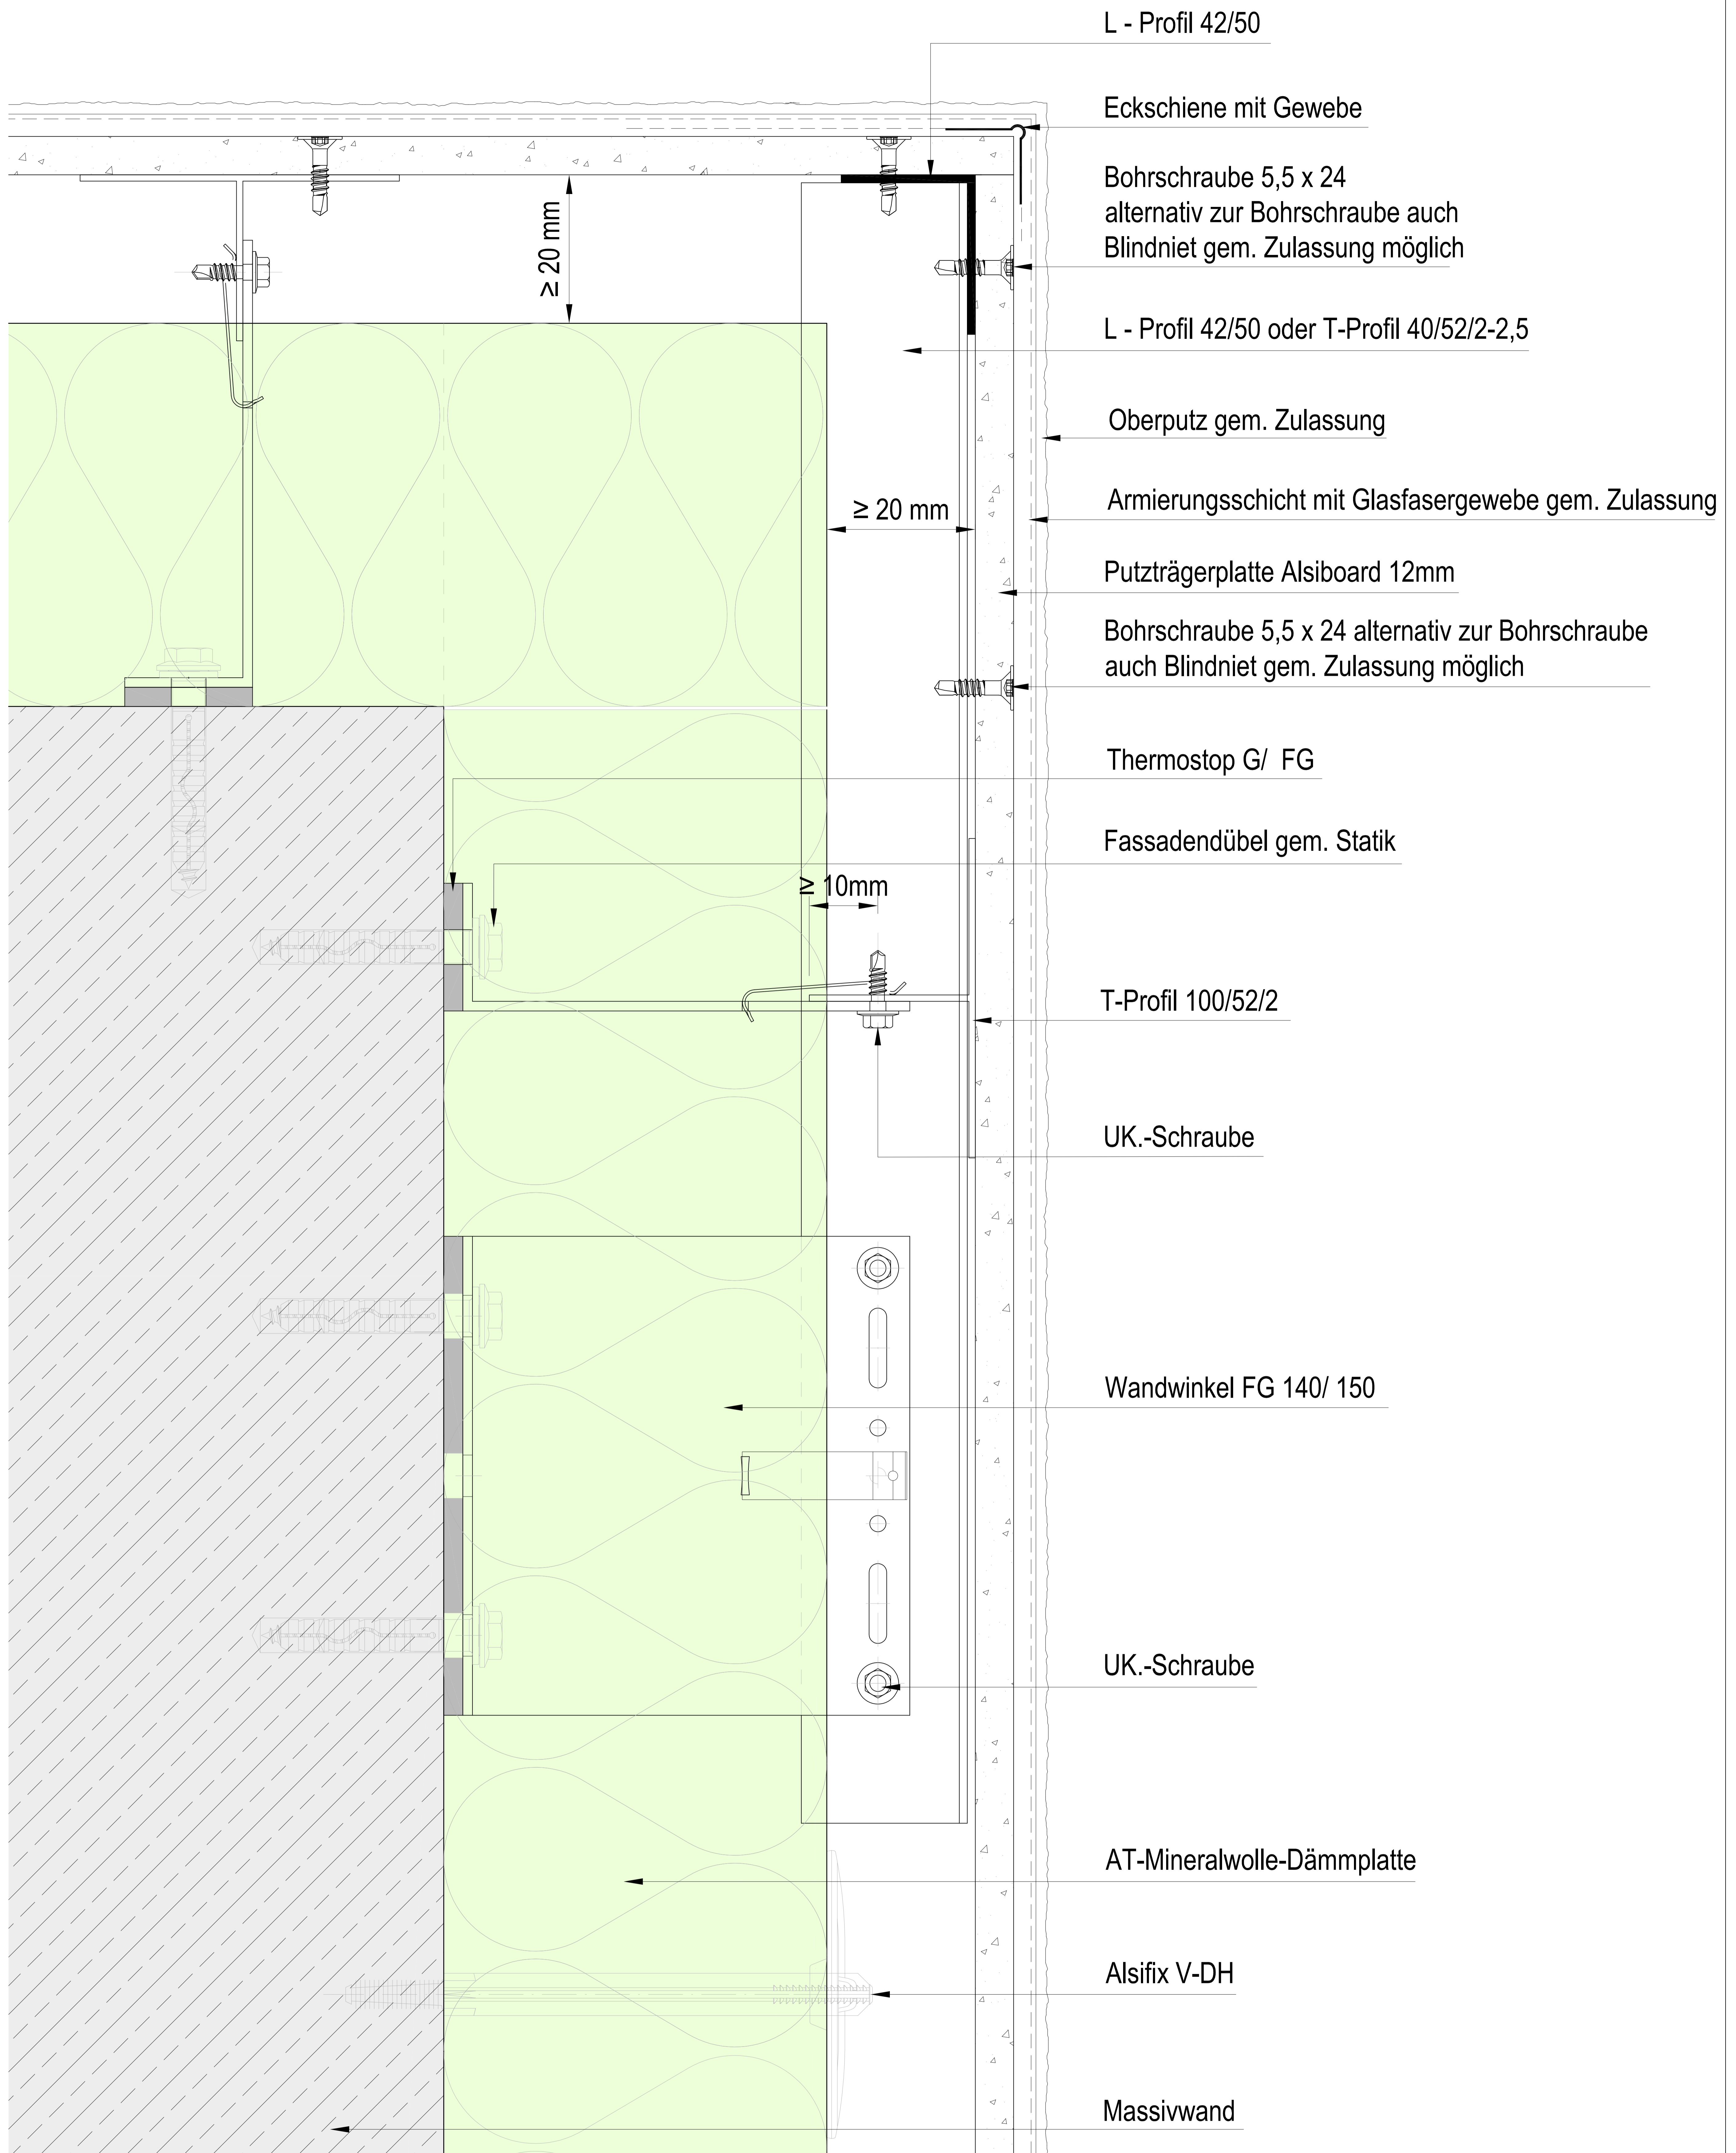 L - Profil 42/50
Eckschiene mit Gewebe
Bohrschraube 5,5 x 24
alternativ zur Bohrschraube auch
Blindniet gem. Zulassung möglich
≥ 20 mm
L - Profil 42/50 oder T-Profil 40/52/2-2,5
Oberputz gem. Zulassung
≥ 20 mm
Armierungsschicht mit Glasfasergewebe gem. Zulassung
Putzträgerplatte Alsiboard 12mm
Bohrschraube 5,5 x 24 alternativ zur Bohrschraube
auch Blindniet gem. Zulassung möglich
Thermostop G/ FG
Fassadendübel gem. Statik
≥ 10mm
T-Profil 100/52/2
UK.-Schraube
Wandwinkel FG 140/ 150
UK.-Schraube
AT-Mineralwolle-Dämmplatte
Alsifix V-DH
Massivwand